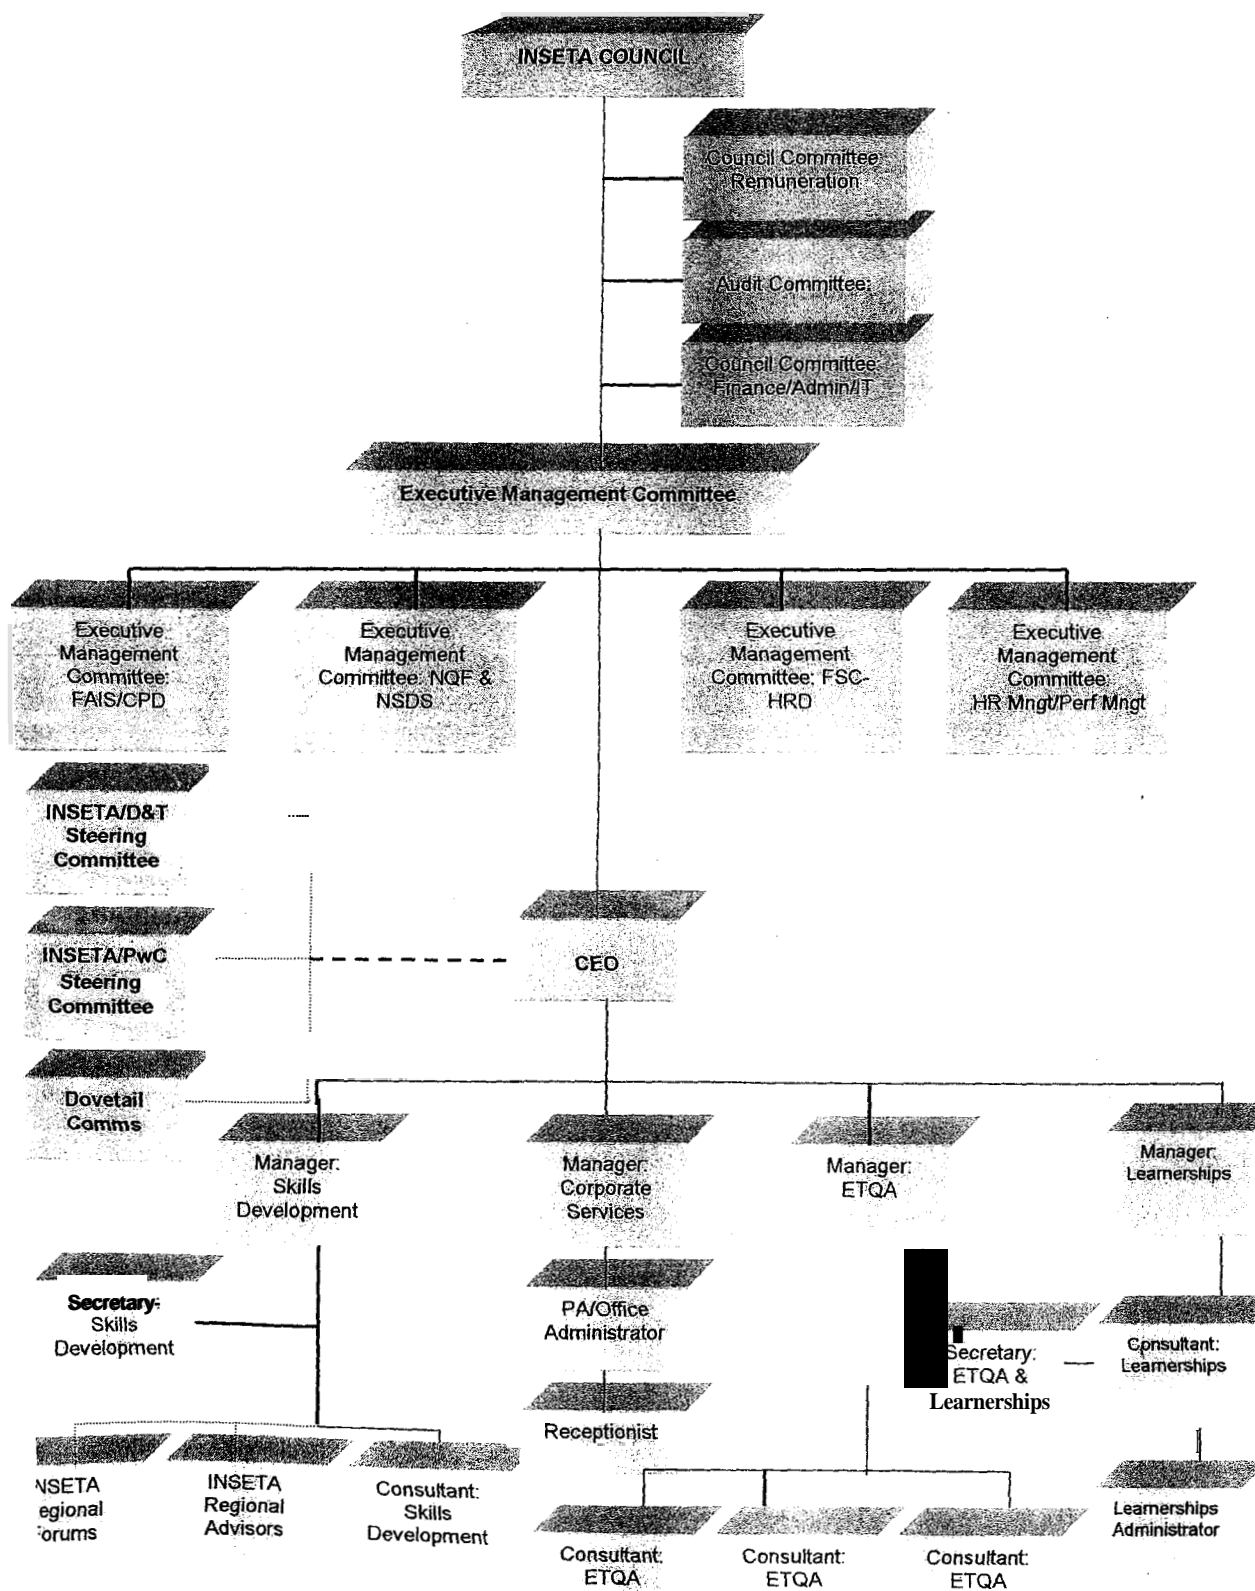 INSETA COUNCIL
Council Committee
Remuneration
Audit Committee:
Council Committee:
Finance/Admin/IT
Executive Management Committee
Executive
Management
Committee:
FAIS/CPD
Executive
Management
Committee: NQF &
NSDS
Executive
Management
Committee: FSC-
HRD
Executive
Management
Committee:
HR Mngt/Perf Mngt
INSETA/D&T
Steering
Committee
INSETA/PwC
Steering
Committee
CEO
Dovetail
Comms
Manager:
Skills
Development
Manager:
Corporate
Services
Manager:
ETQA
Manager:
Learnerships
Secretary-
Skills
Development
PA/Office
Administrator
Secretary:
ETQA &
Learnerships
Consultant:
Learnerships
Receptionist
NSETA
egional
orums
INSETA
Regional
Advisors
Consultant:
Skills
Development
Consultant:
ETQA
Consultant:
ETQA
Consultant:
ETQA
Learnerships
Administrator